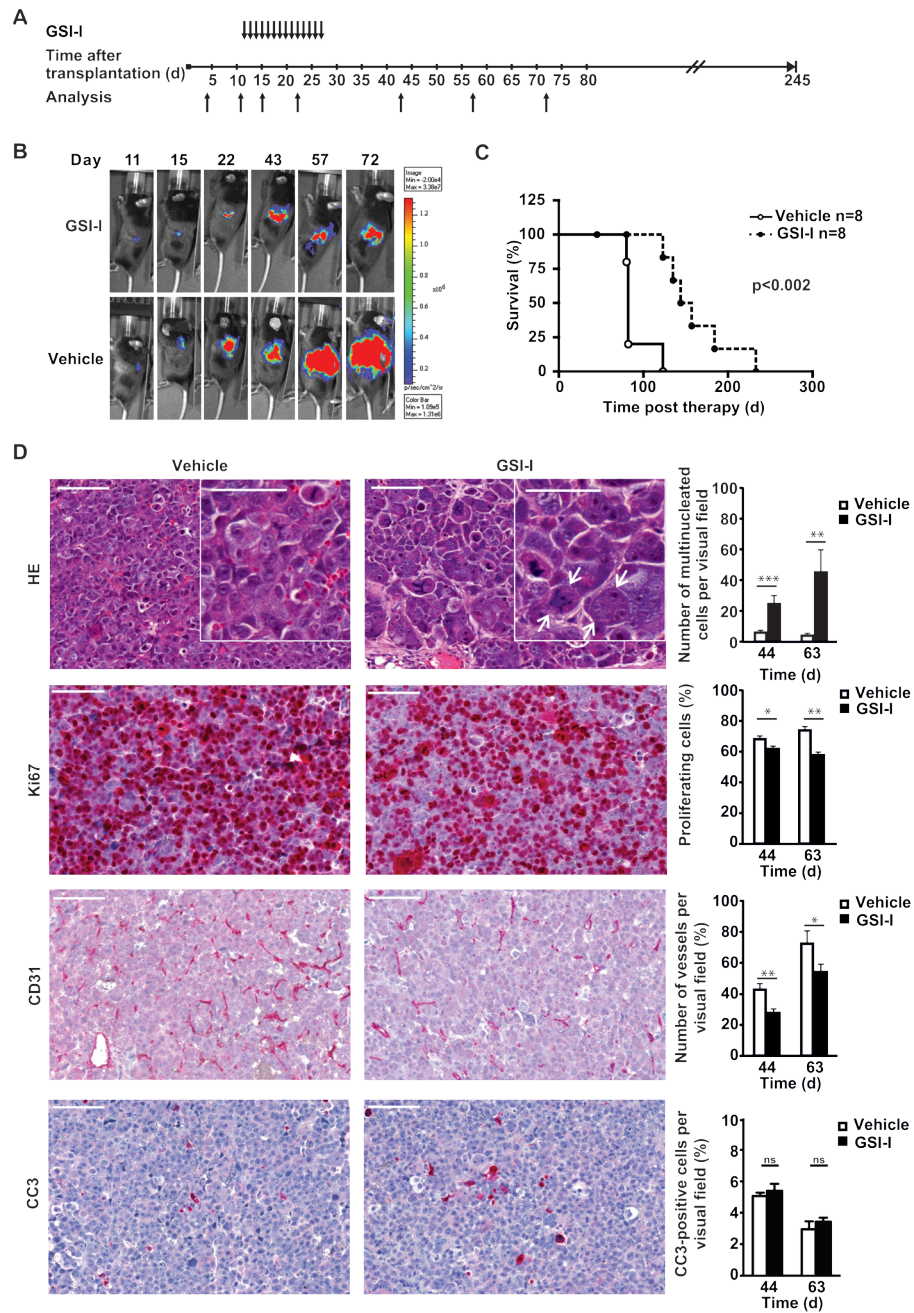 A
GSI-I
Time after
transplantation (d)
5 10 15 20 25 30 35 40 45 50 55 60 65 70 75 80 245
Analysis
B
Day 11 15 22 43 57 72
GSI-I
Vehicle
Image
Min = -2.00e4
Max = 3.38e7
1.2
1.0
0.8
x10⁶
0.6
0.4
0.2
p/sec/cm^2/sr
Color Bar
Min = 1.09e5
Max = 1.31e6
C
Survival (%)
125
100
75
50
25
0
0 100 200 300
Time post therapy (d)
Vehicle n=8
GSI-I n=8
p<0.002
D
Vehicle GSI-I
HE
Number of multinucleated
cells per visual field
100
80
60
40
20
0
*** **
44 63
Time (d)
Vehicle
GSI-I
Ki67
Proliferating cells (%)
100
80
60
40
20
0
* **
44 63
Time (d)
Vehicle
GSI-I
CD31
Number of vessels per
visual field (%)
100
80
60
40
20
0
** *
44 63
Time (d)
Vehicle
GSI-I
CC3
CC3-positive cells per
visual field (%)
10
8
6
4
2
0
ns ns
44 63
Time (d)
Vehicle
GSI-I